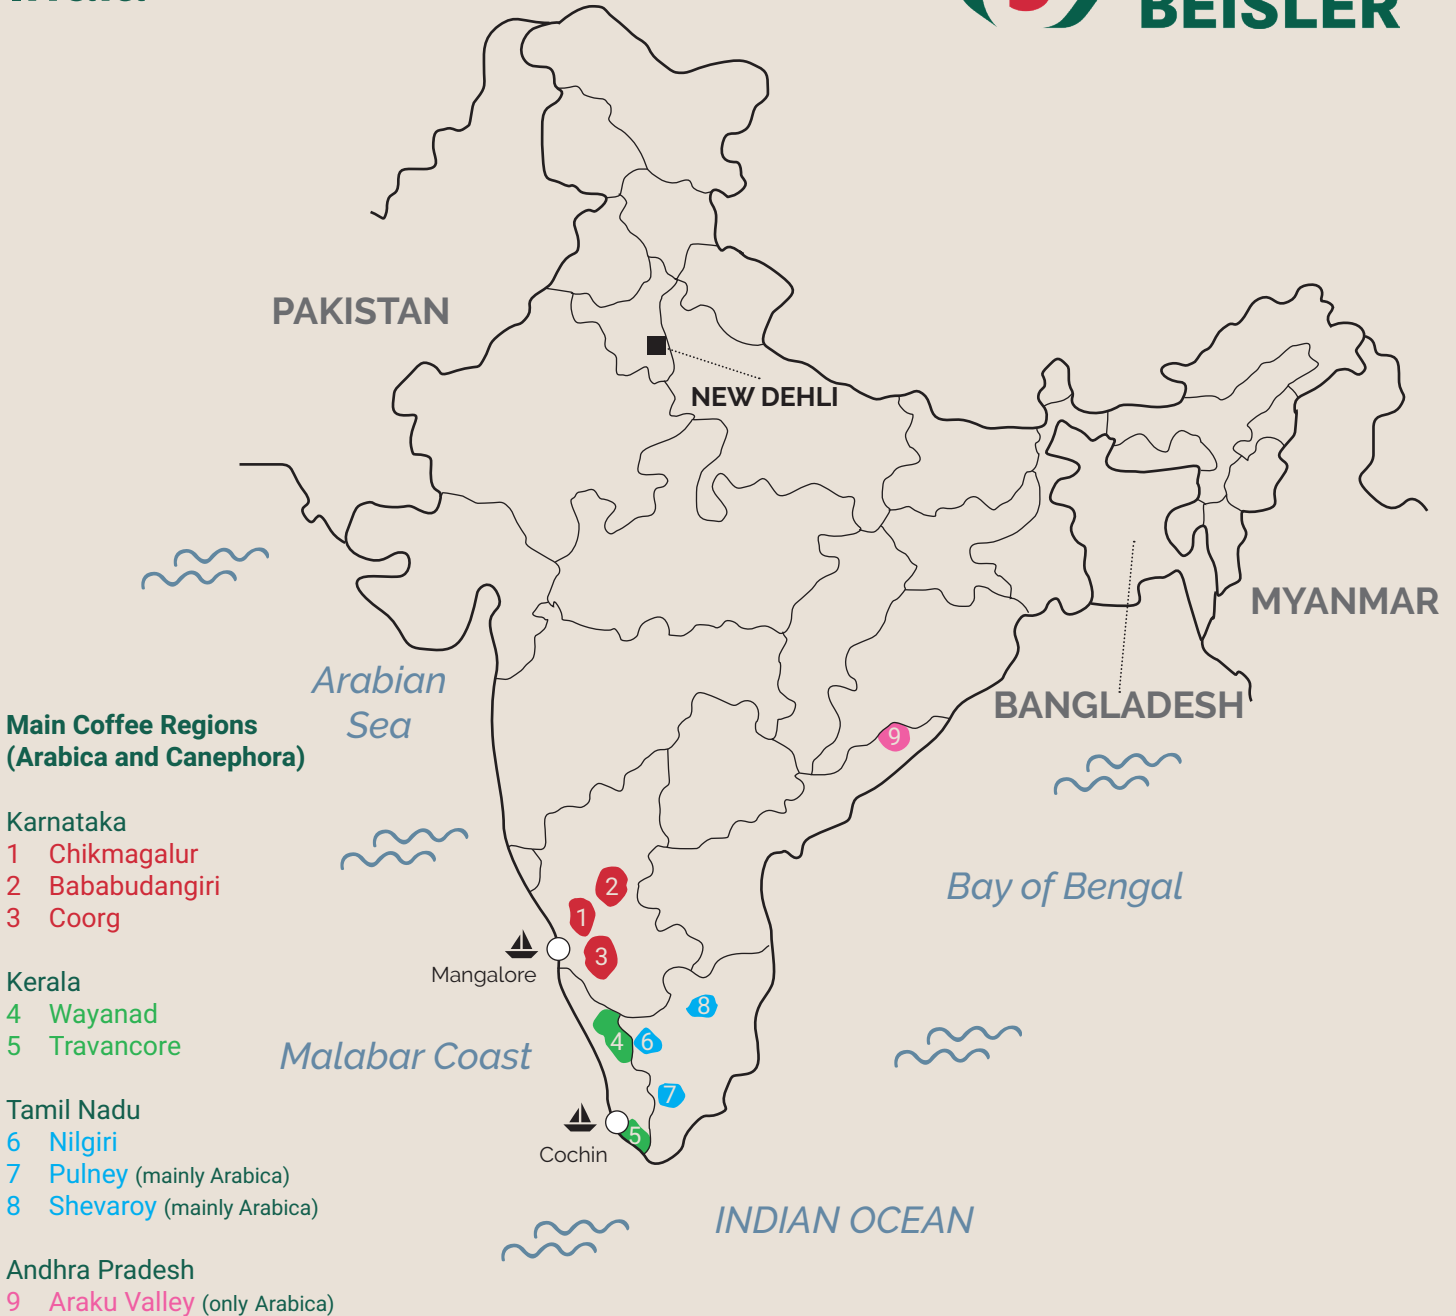 BEISLER
PAKISTAN
NEW DEHLI
MYANMAR
BANGLADESH
Arabian
Sea
Main Coffee Regions
(Arabica and Canephora)
Karnataka
1 Chikmagalur
2 Bababudangiri
3 Coorg
Kerala
4 Wayanad
5 Travancore
Tamil Nadu
6 Nilgiri
7 Pulney (mainly Arabica)
8 Shevaroy (mainly Arabica)
Andhra Pradesh
9 Araku Valley (only Arabica)
9
Bay of Bengal
2
1
3
Mangalore
8
4
6
Malabar Coast
7
5
Cochin
INDIAN OCEAN